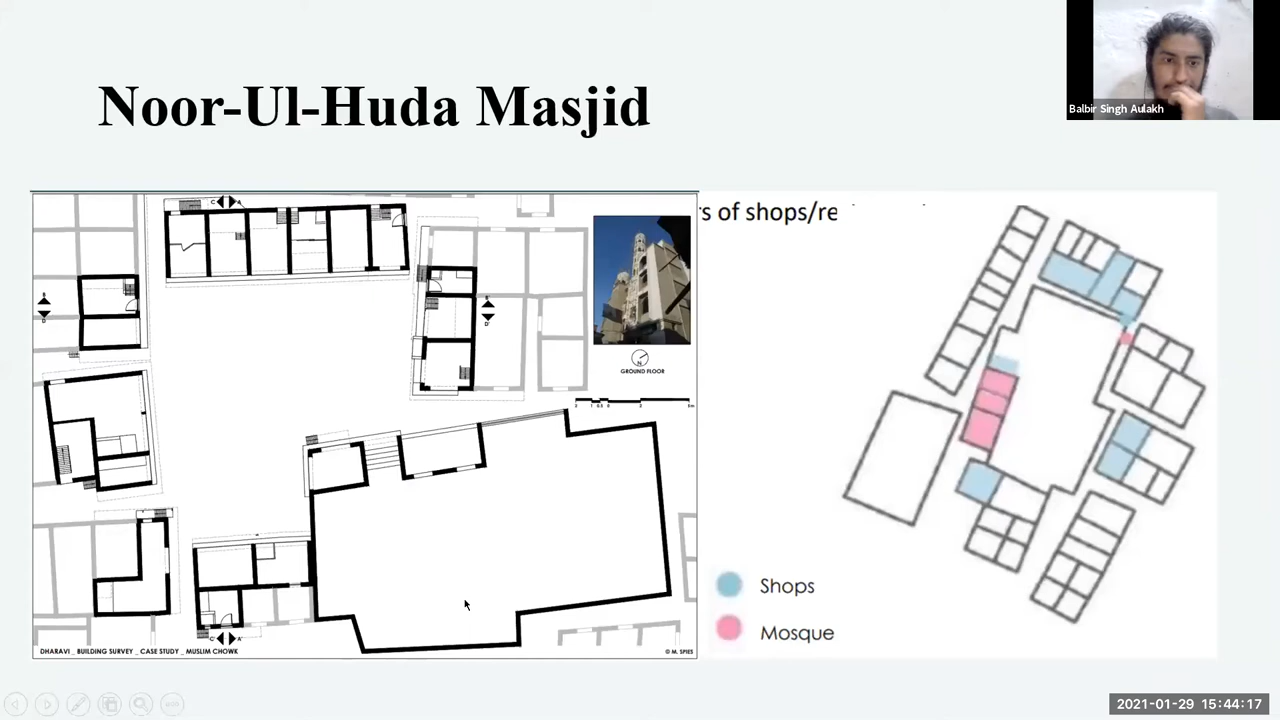 Noor-Ul-Huda Masjid
Balbir Singh Aulakh
rs of shops/re
C A
B
D'
N
GROUND FLOOR
DHARAVI _ BUILDING SURVEY _ CASE STUDY _ MUSLIM CHOWK
© M. SPIES
Shops
Mosque
2021-01-29 15:44:17